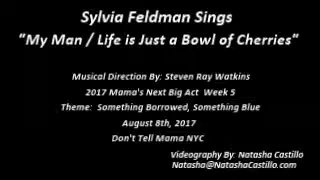 Sylvia Feldman Sings
"My Man / Life is Just a Bowl of Cherries"
Musical Direction By: Steven Ray Watkins
2017 Mama's Next Big Act Week 5
Theme: Something Borrowed, Something Blue
August 8th, 2017
Don't Tell Mama NYC
Videography By: Natasha Castillo
Natasha@NatashaCastillo.com